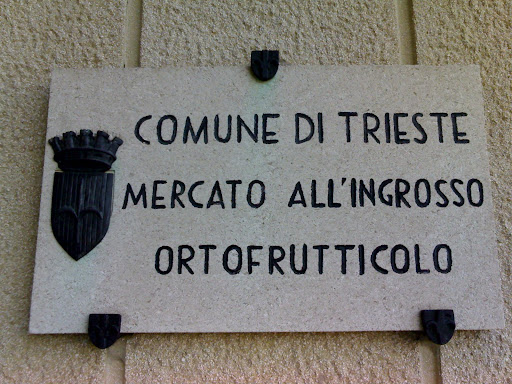 COMUNE DI TRIESTE
MERCATO ALL'INGROSSO
ORTOFRUTTICOLO